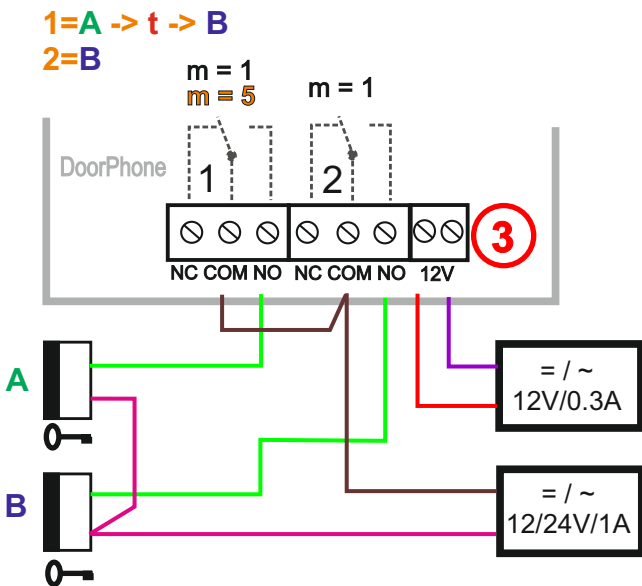 1=A -> t -> B
2=B
m = 1
m = 5
m = 1
DoorPhone
1
2
3
NC COM NO NC COM NO 12V
A
= / ~
12V/0.3A
B
= / ~
12/24V/1A